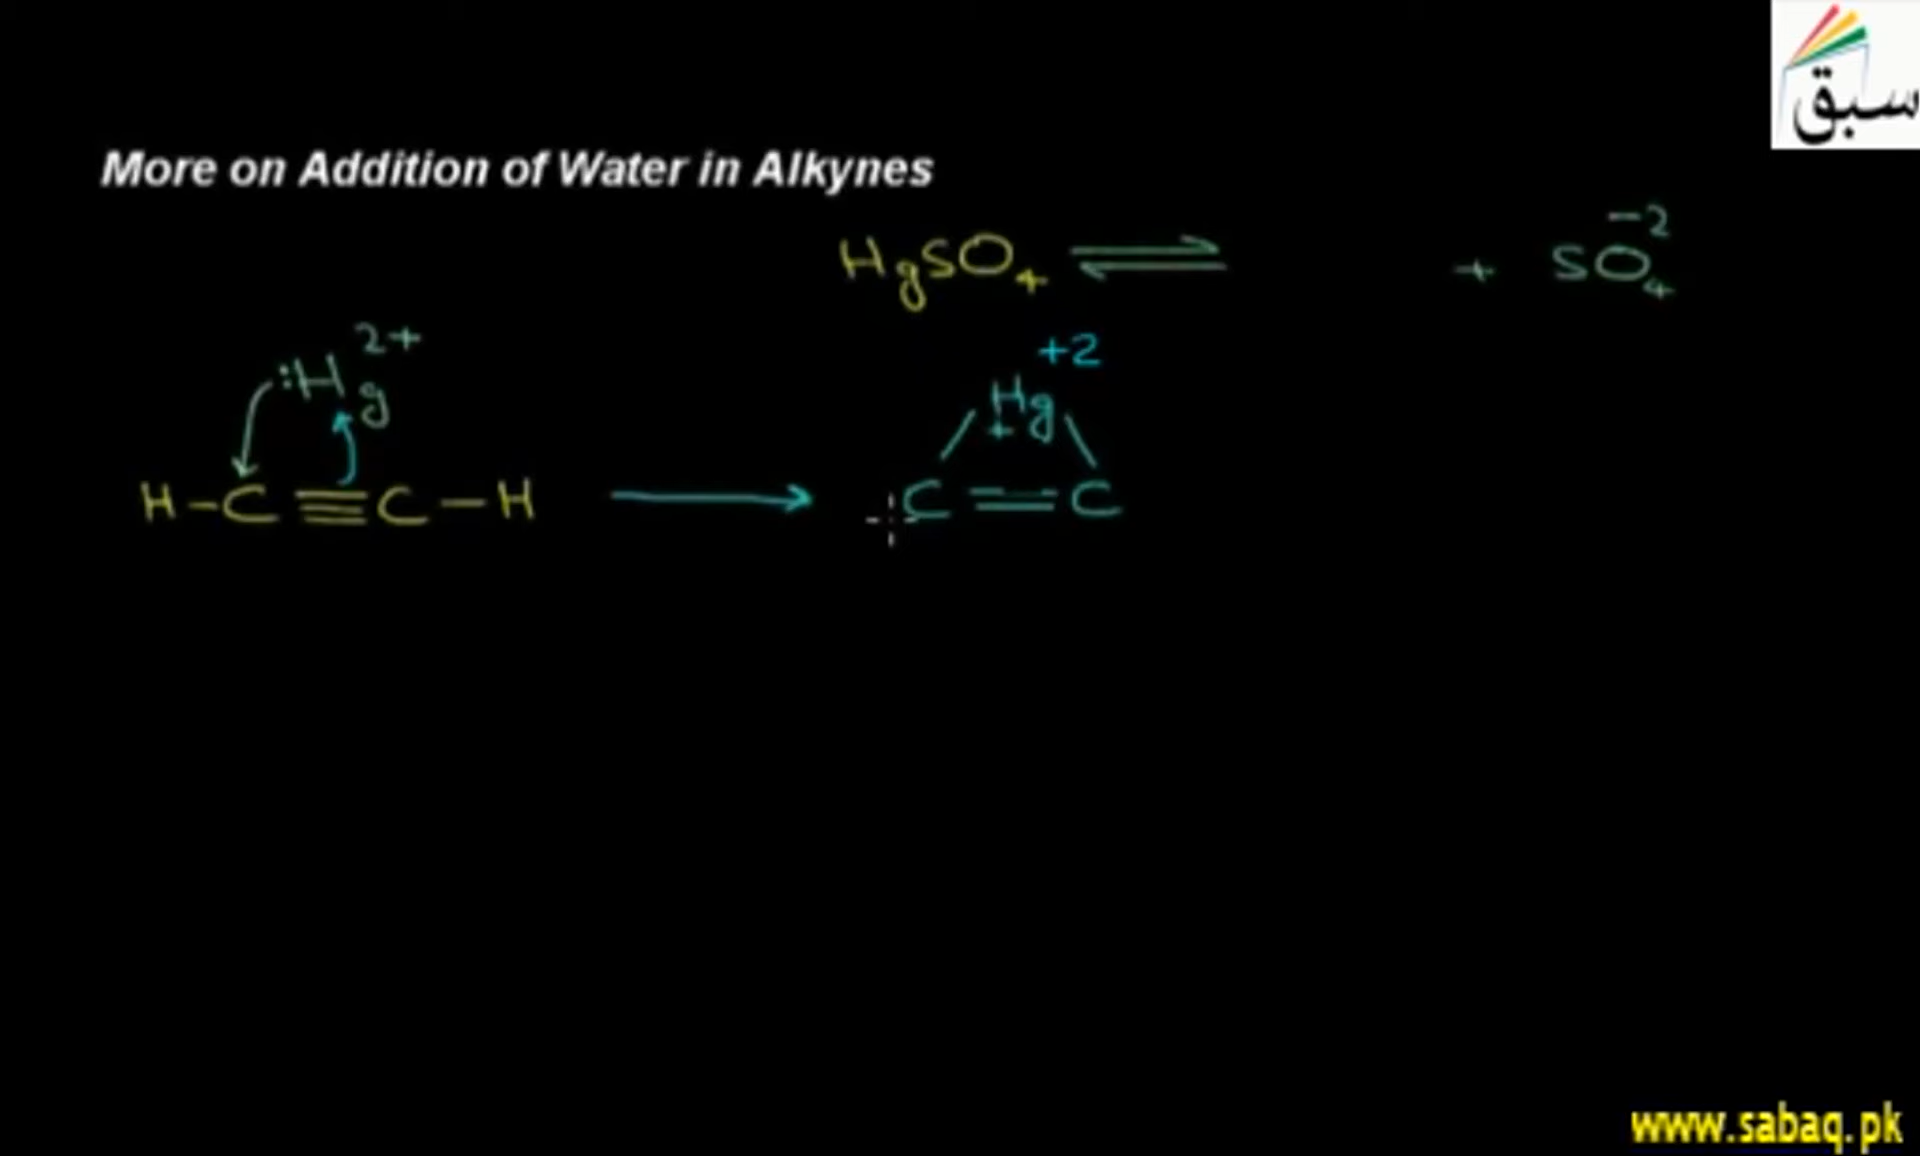 سبق
More on Addition of Water in Alkynes
HgSO₄ ⇌ + SO₄⁻²
:Hg²⁺
Hg⁺²
+
H-C≡C-H → C=C
www.sabaq.pk